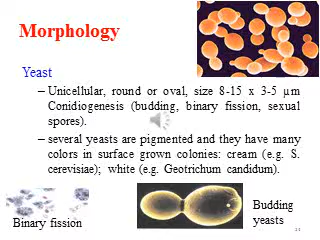 Morphology
Yeast
– Unicellular, round or oval, size 8-15 x 3-5 µm
Conidiogenesis (budding, binary fission, sexual
spores).
– several yeasts are pigmented and they have many
colors in surface grown colonies: cream (e.g. S.
cerevisiae); white (e.g. Geotrichum candidum).
Budding
yeasts
Binary fission